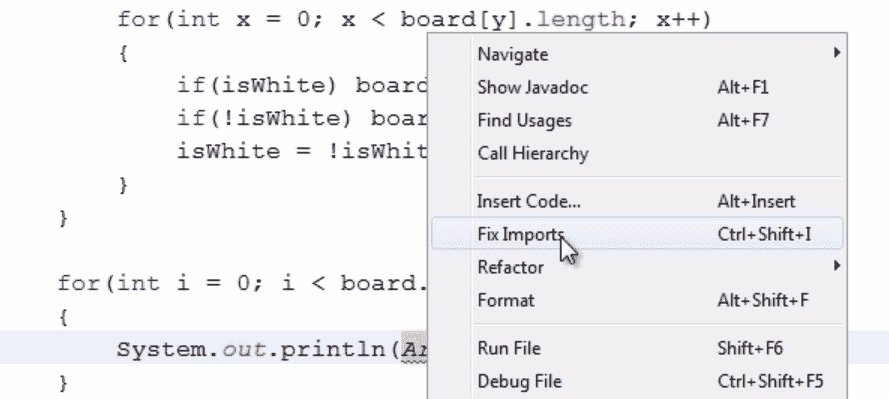 for(int x = 0; x < board[y].length; x++)
{
if(isWhite) board
if(!isWhite) boar
isWhite = !isWhit
}
}
for(int i = 0; i < board.
{
System.out.println(Ar
}
Navigate
Show Javadoc Alt+F1
Find Usages Alt+F7
Call Hierarchy
Insert Code... Alt+Insert
Fix Imports Ctrl+Shift+I
Refactor
Format Alt+Shift+F
Run File Shift+F6
Debug File Ctrl+Shift+F5